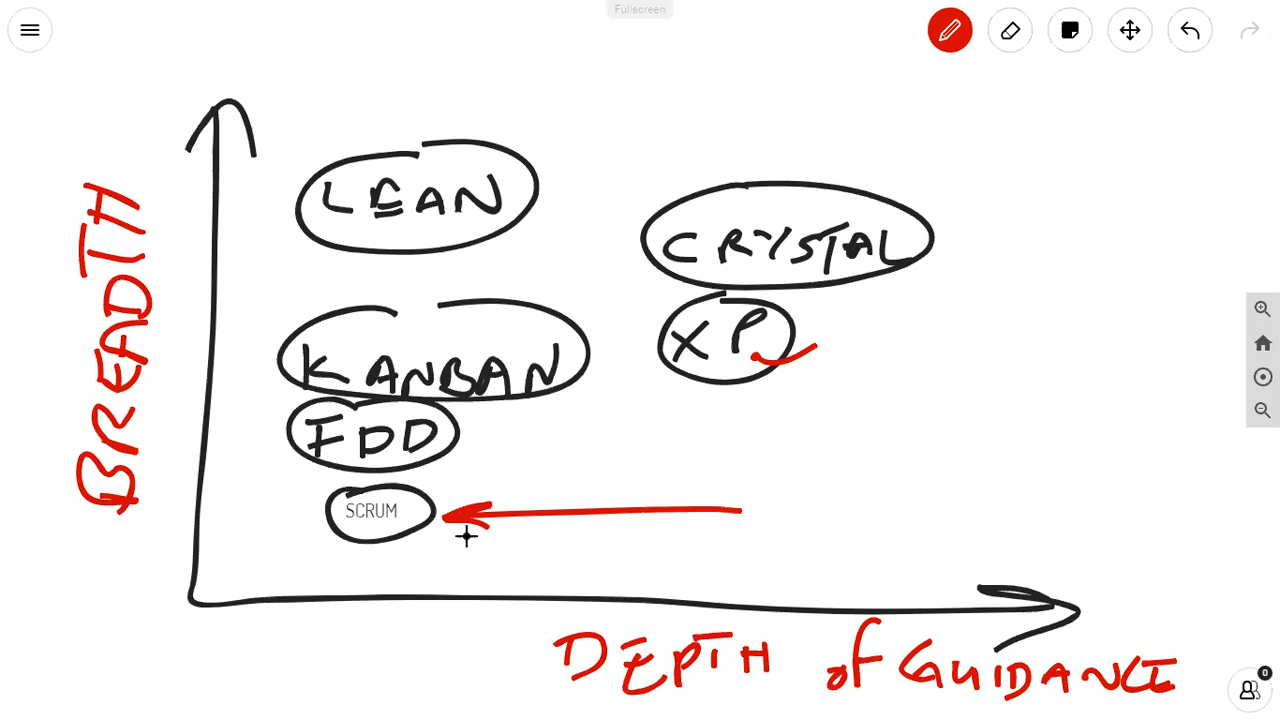 Fullscreen
BREADTH
LEAN
CRYSTAL
XP
KANBAN
FDD
SCRUM
DEPTH of GUIDANCE
0